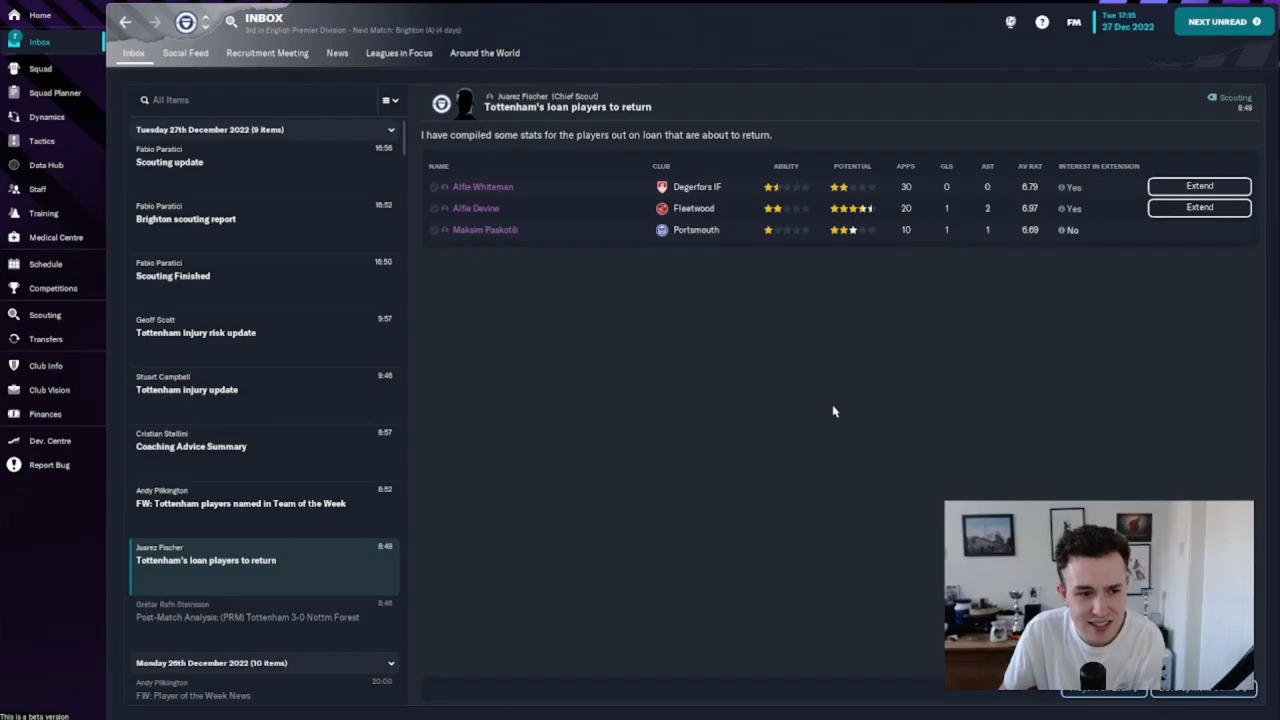 Home
Inbox
Squad
Squad Planner
Dynamics
Tactics
Data Hub
Staff
Training
Medical Centre
Schedule
Competitions
Scouting
Transfers
Club Info
Club Vision
Finances
Dev. Centre
Report Bug
This is a beta version
INBOX
3rd in English Premier Division - Next Match: Brighton (A) (4 days)
FM
Tue 17:15
27 Dec 2022
NEXT UNREAD
Inbox Social Feed Recruitment Meeting News Leagues in Focus Around the World
All Items
Tuesday 27th December 2022 (9 items)
Fabio Paratici 16:56
Scouting update
Fabio Paratici 16:52
Brighton scouting report
Fabio Paratici 16:50
Scouting Finished
Geoff Scott 9:57
Tottenham injury risk update
Stuart Campbell 9:46
Tottenham injury update
Cristian Stellini 8:57
Coaching Advice Summary
Andy Pilkington 8:52
FW: Tottenham players named in Team of the Week
Juarez Fischer 8:49
Tottenham's loan players to return
Grétar Rafn Steinsson 8:46
Post-Match Analysis: (PRM) Tottenham 3-0 Nottm Forest
Monday 26th December 2022 (10 items)
Andy Pilkington 20:00
FW: Player of the Week News
Juarez Fischer (Chief Scout)
Tottenham's loan players to return
Scouting
8:49
I have compiled some stats for the players out on loan that are about to return.
NAME CLUB ABILITY POTENTIAL APPS GLS AST AV RAT INTEREST IN EXTENSION
Alfie Whiteman Degerfors IF 30 0 0 6.79 Yes Extend
Alfie Devine Fleetwood 20 1 2 6.97 Yes Extend
Maksim Paskotši Portsmouth 10 1 1 6.69 No